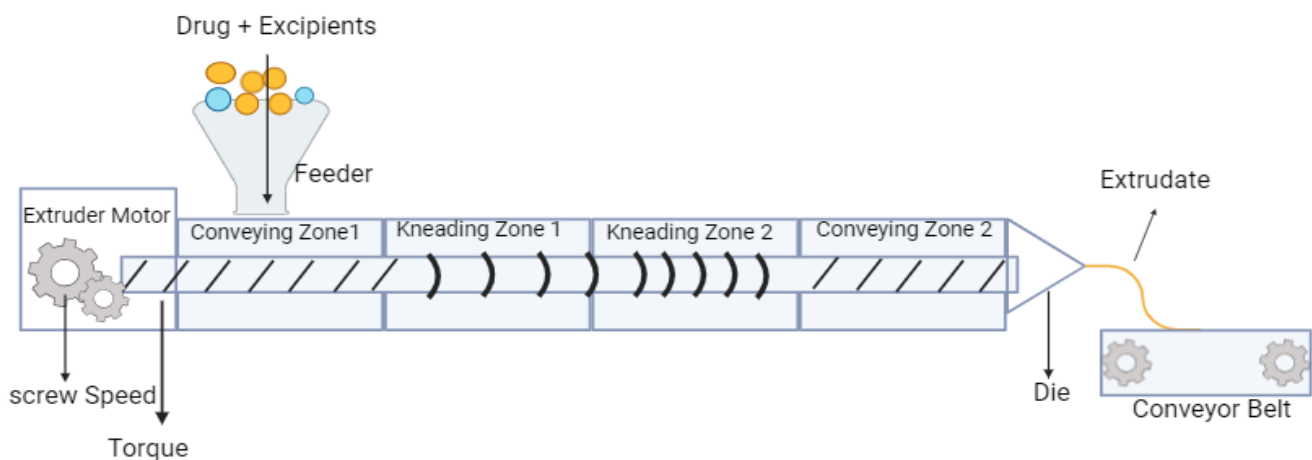 Drug + Excipients
Feeder
Extrudate
Extruder Motor
Conveying Zone1
Kneading Zone 1
Kneading Zone 2
Conveying Zone 2
screw Speed
Torque
Die
Conveyor Belt